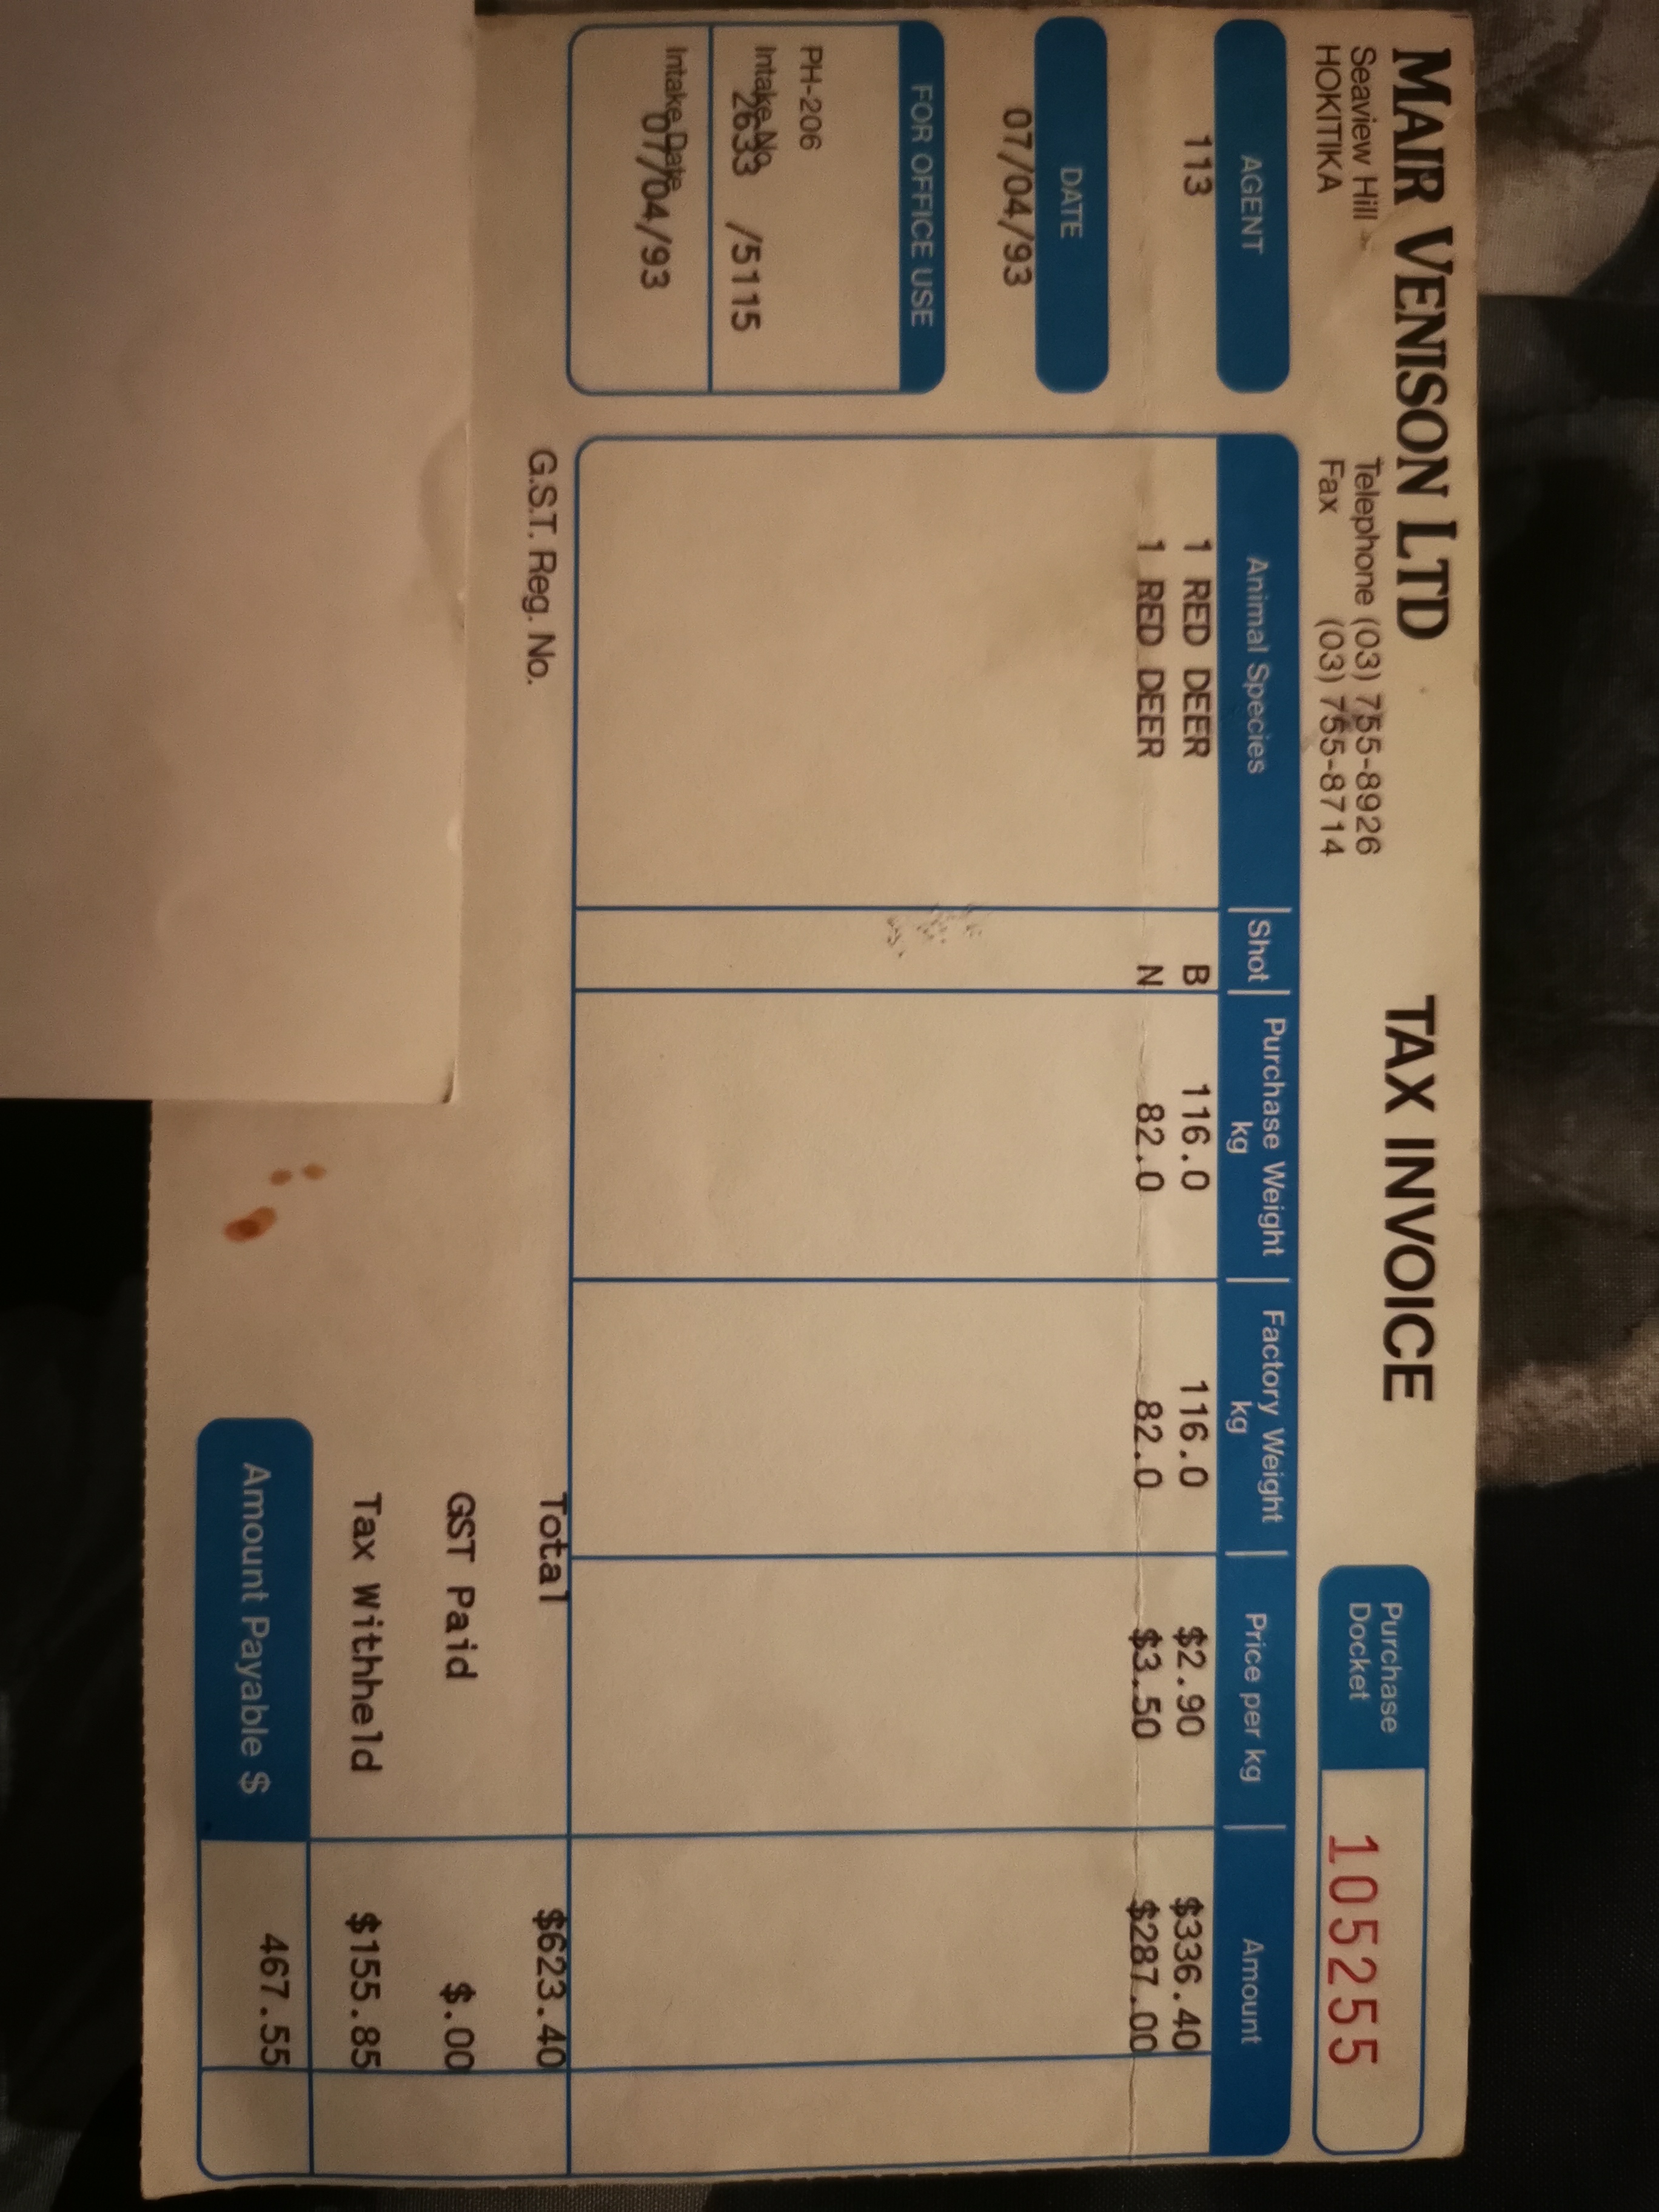 MAIR VENISON LTD
TAX INVOICE
Seaview Hill
HOKITIKA
Telephone (03) 755-8926
Fax (03) 755-8714
Purchase
Docket
105255
AGENT
113
DATE
07/04/93
FOR OFFICE USE
PH-206
Intake No
2633 /5115
Intake Date
07/04/93
Animal Species Shot Purchase Weight kg Factory Weight kg Price per kg Amount
1 RED DEER B 116.0 116.0 $2.90 $336.40
1 RED DEER N 82.0 82.0 $3.50 $287.00
G.S.T. Reg. No.
Total $623.40
GST Paid $.00
Tax Withheld $155.85
Amount Payable $ 467.55